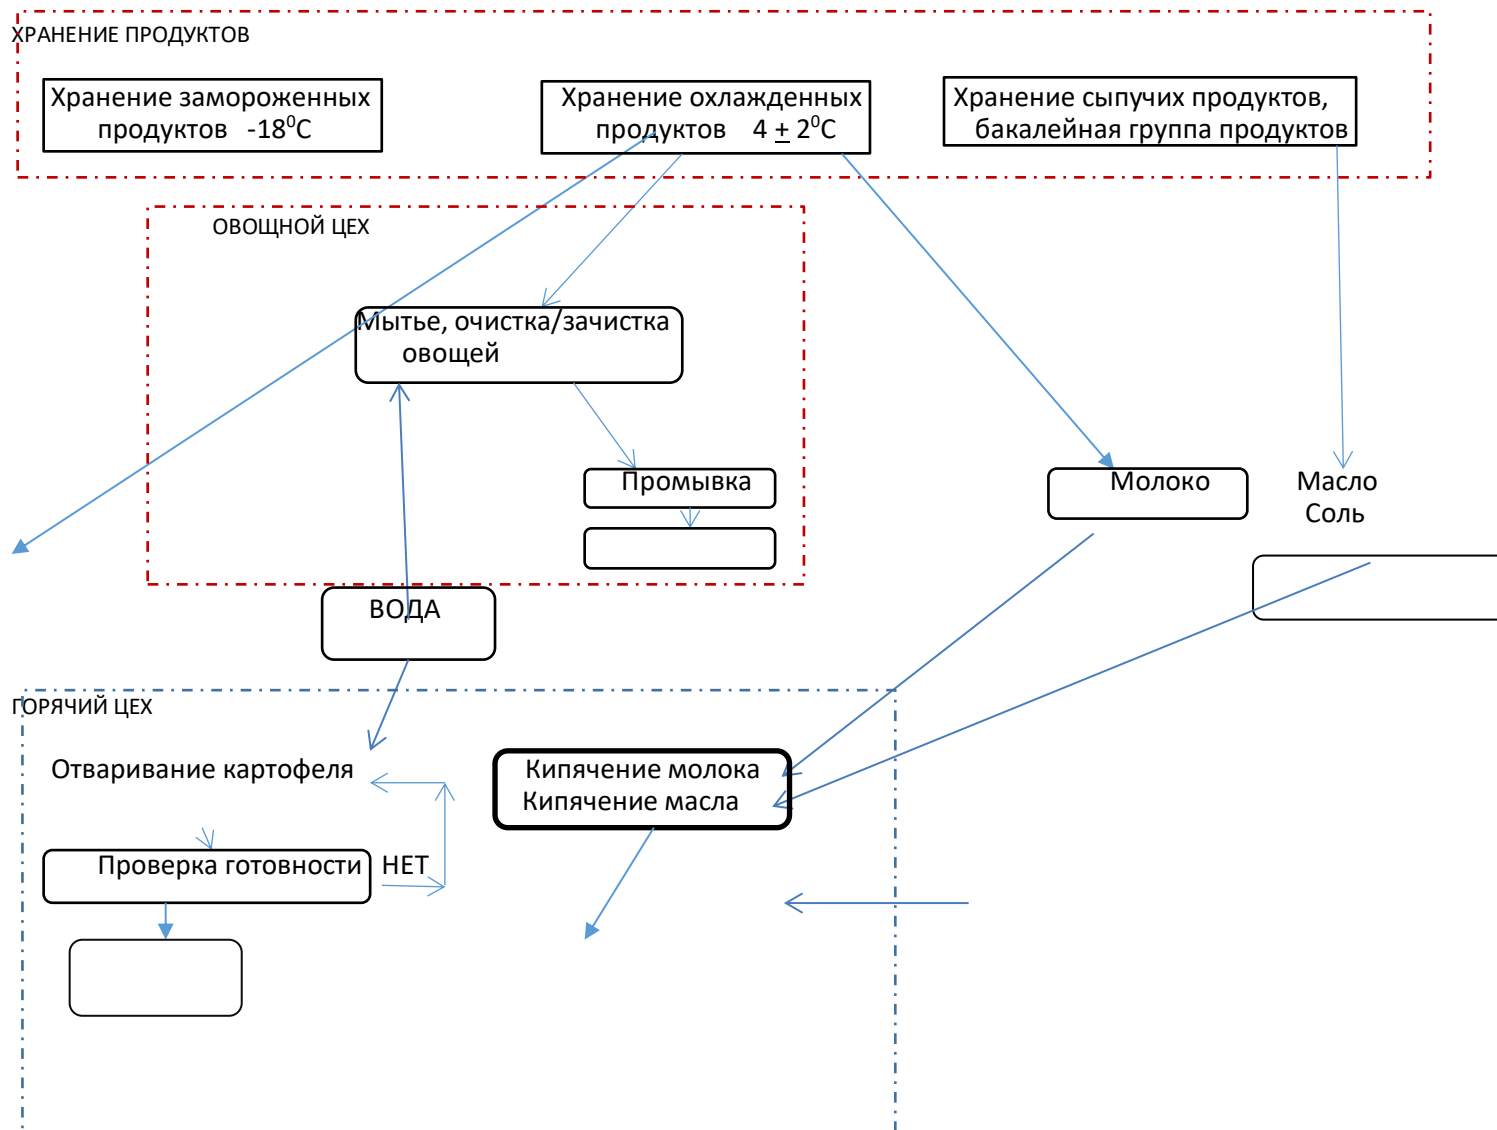 ХРАНЕНИЕ ПРОДУКТОВ
Хранение замороженных
продуктов -18⁰С
Хранение охлажденных
продуктов 4 + 2⁰С
Хранение сыпучих продуктов,
бакалейная группа продуктов
ОВОЩНОЙ ЦЕХ
Мытье, очистка/зачистка
овощей
Промывка
Молоко
Масло
Соль
ВОДА
ГОРЯЧИЙ ЦЕХ
Отваривание картофеля
Кипячение молока
Кипячение масла
Проверка готовности
НЕТ